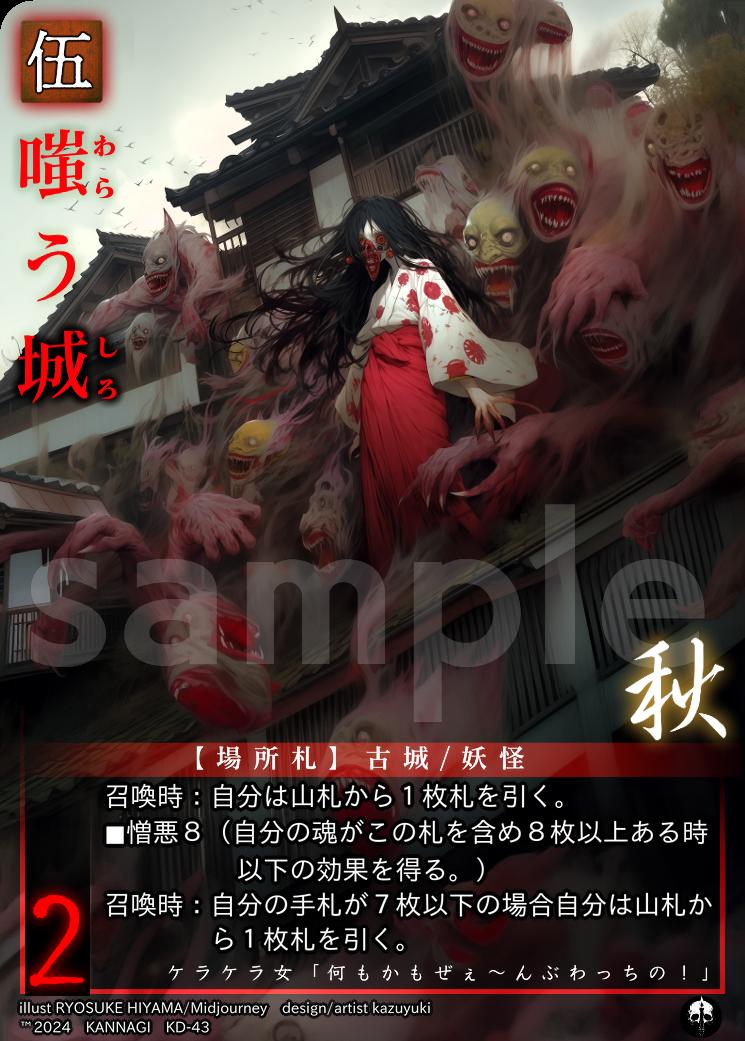 伍
嗤う城
わら
しろ
sample
秋
【場所札】古城/妖怪
召喚時：自分は山札から１枚札を引く。
■憎悪８（自分の魂がこの札を含め８枚以上ある時
以下の効果を得る。）
召喚時：自分の手札が７枚以下の場合自分は山札か
ら１枚札を引く。
2
ケラケラ女「何もかもぜぇ～んぶわっちの！」
illust RYOSUKE HIYAMA/Midjourney design/artist kazuyuki
™2024 KANNAGI KD-43